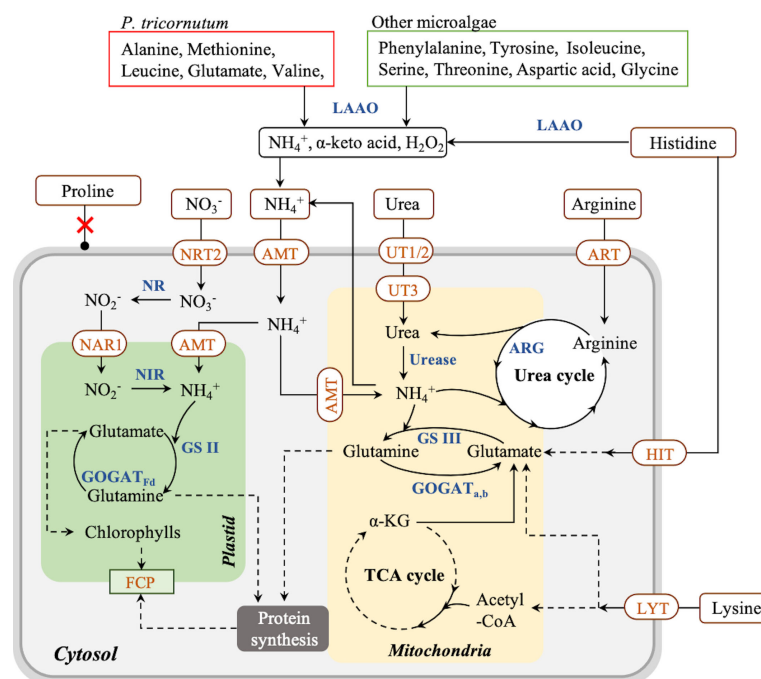 P. tricornutum
Other microalgae
Alanine, Methionine,
Leucine, Glutamate, Valine,
Phenylalanine, Tyrosine, Isoleucine,
Serine, Threonine, Aspartic acid, Glycine
LAAO
LAAO
NH₄⁺, α-keto acid, H₂O₂
Histidine
Proline
NO₃⁻
NH₄⁺
Urea
Arginine
NRT2
AMT
UT1/2
ART
UT3
NO₂⁻
NR
NO₃⁻
NH₄⁺
Urea
Arginine
NAR1
AMT
Urease
ARG
Urea cycle
NO₂⁻
NIR
NH₄⁺
AMT
NH₄⁺
Glutamate
GS II
GS III
Glutamine
Glutamate
HIT
GOGAT_Fd
Glutamine
GOGAT_a,b
Chlorophylls
Plastid
α-KG
FCP
TCA cycle
Protein
synthesis
Acetyl
-CoA
LYT
Lysine
Cytosol
Mitochondria